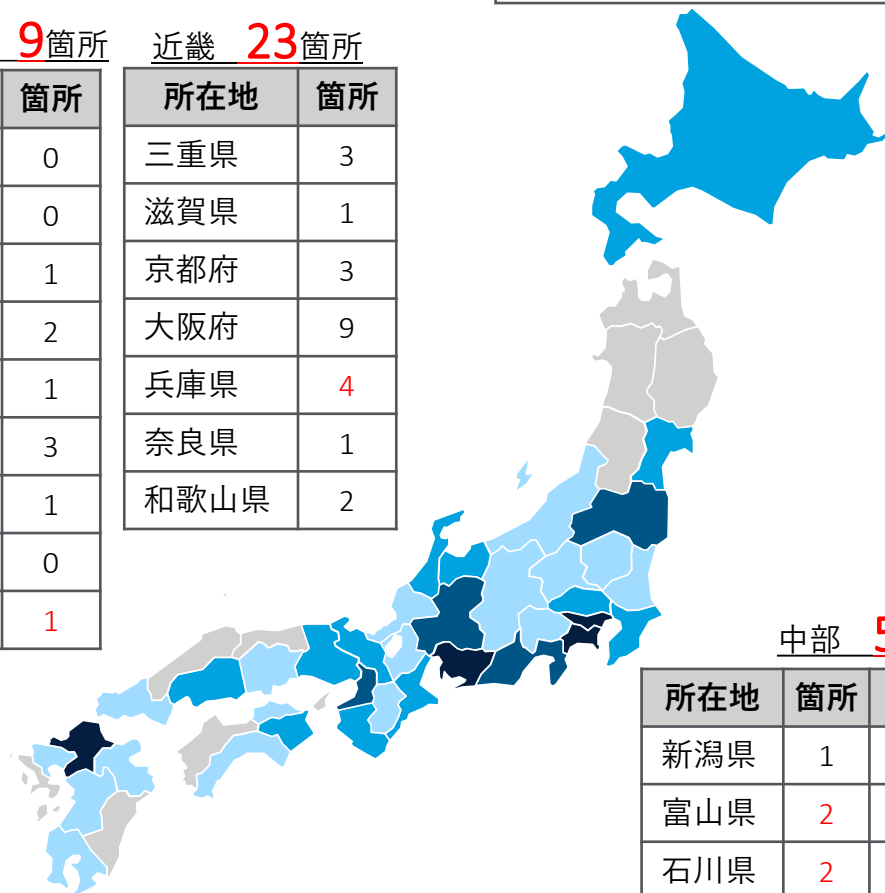 9箇所
箇所
0
0
1
2
1
3
1
0
1
近畿 23箇所
所在地 箇所
三重県 3
滋賀県 1
京都府 3
大阪府 9
兵庫県 4
奈良県 1
和歌山県 2
中部 5
所在地 箇所
新潟県 1
富山県 2
石川県 2